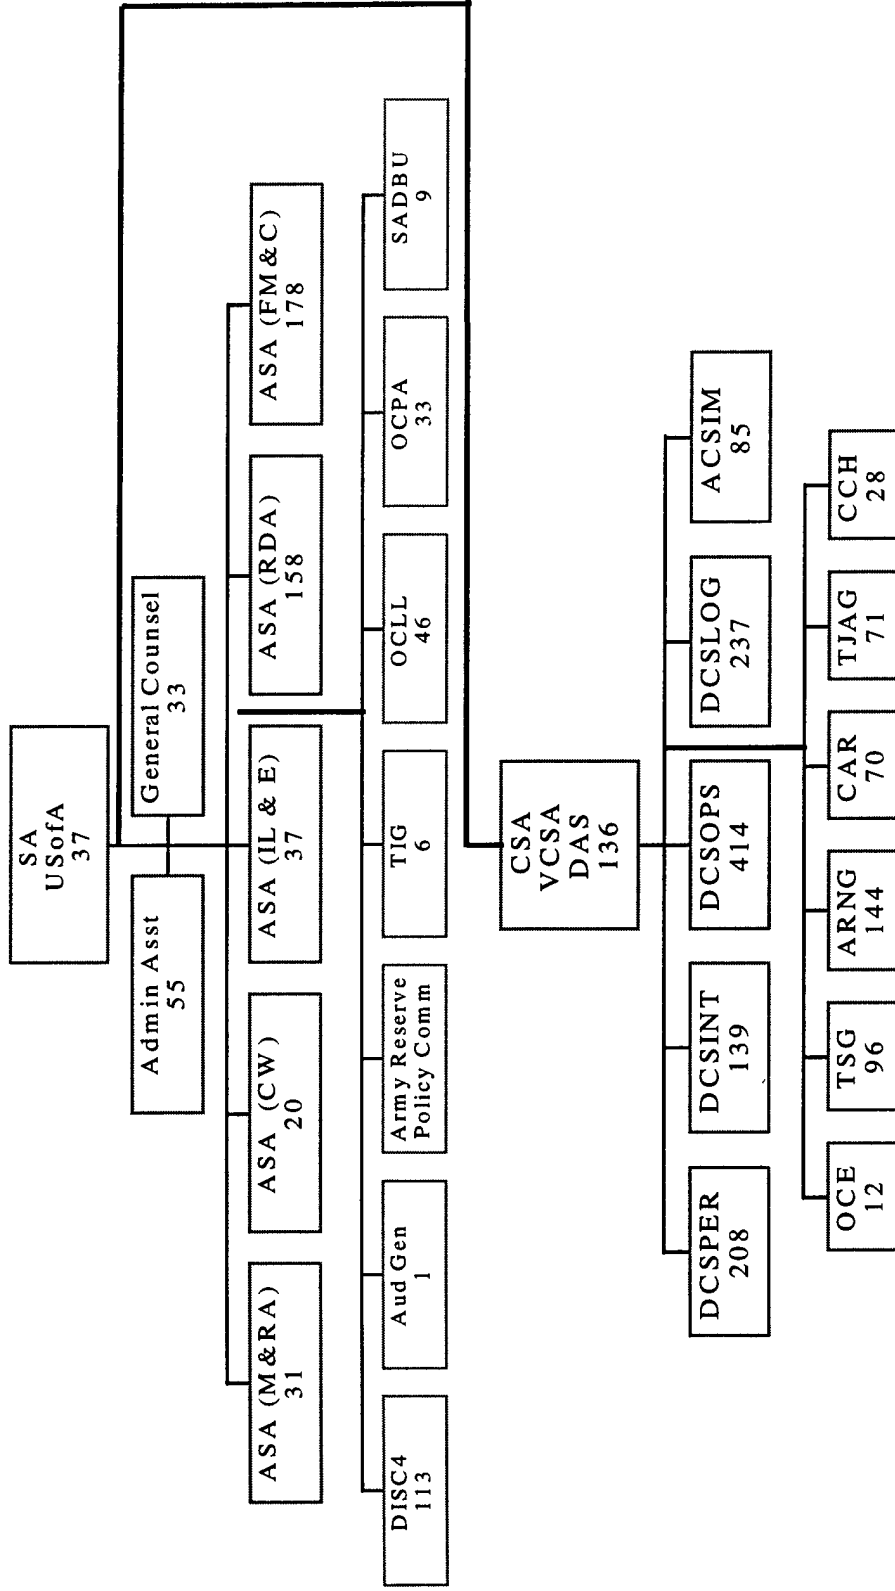 SA
USofA
37
Admin Asst
55
General Counsel
33
ASA (M&RA)
31
ASA (CW)
20
ASA (IL & E)
37
ASA (RDA)
158
ASA (FM&C)
178
DISC4
113
Aud Gen
1
Army Reserve
Policy Comm
TIG
6
OCLL
46
OCPA
33
SADBU
9
CSA
VCSA
DAS
136
DCSPER
208
DCSINT
139
DCSOPS
414
DCSLOG
237
ACSIM
85
OCE
12
TSG
96
ARNG
144
CAR
70
TJAG
71
CCH
28